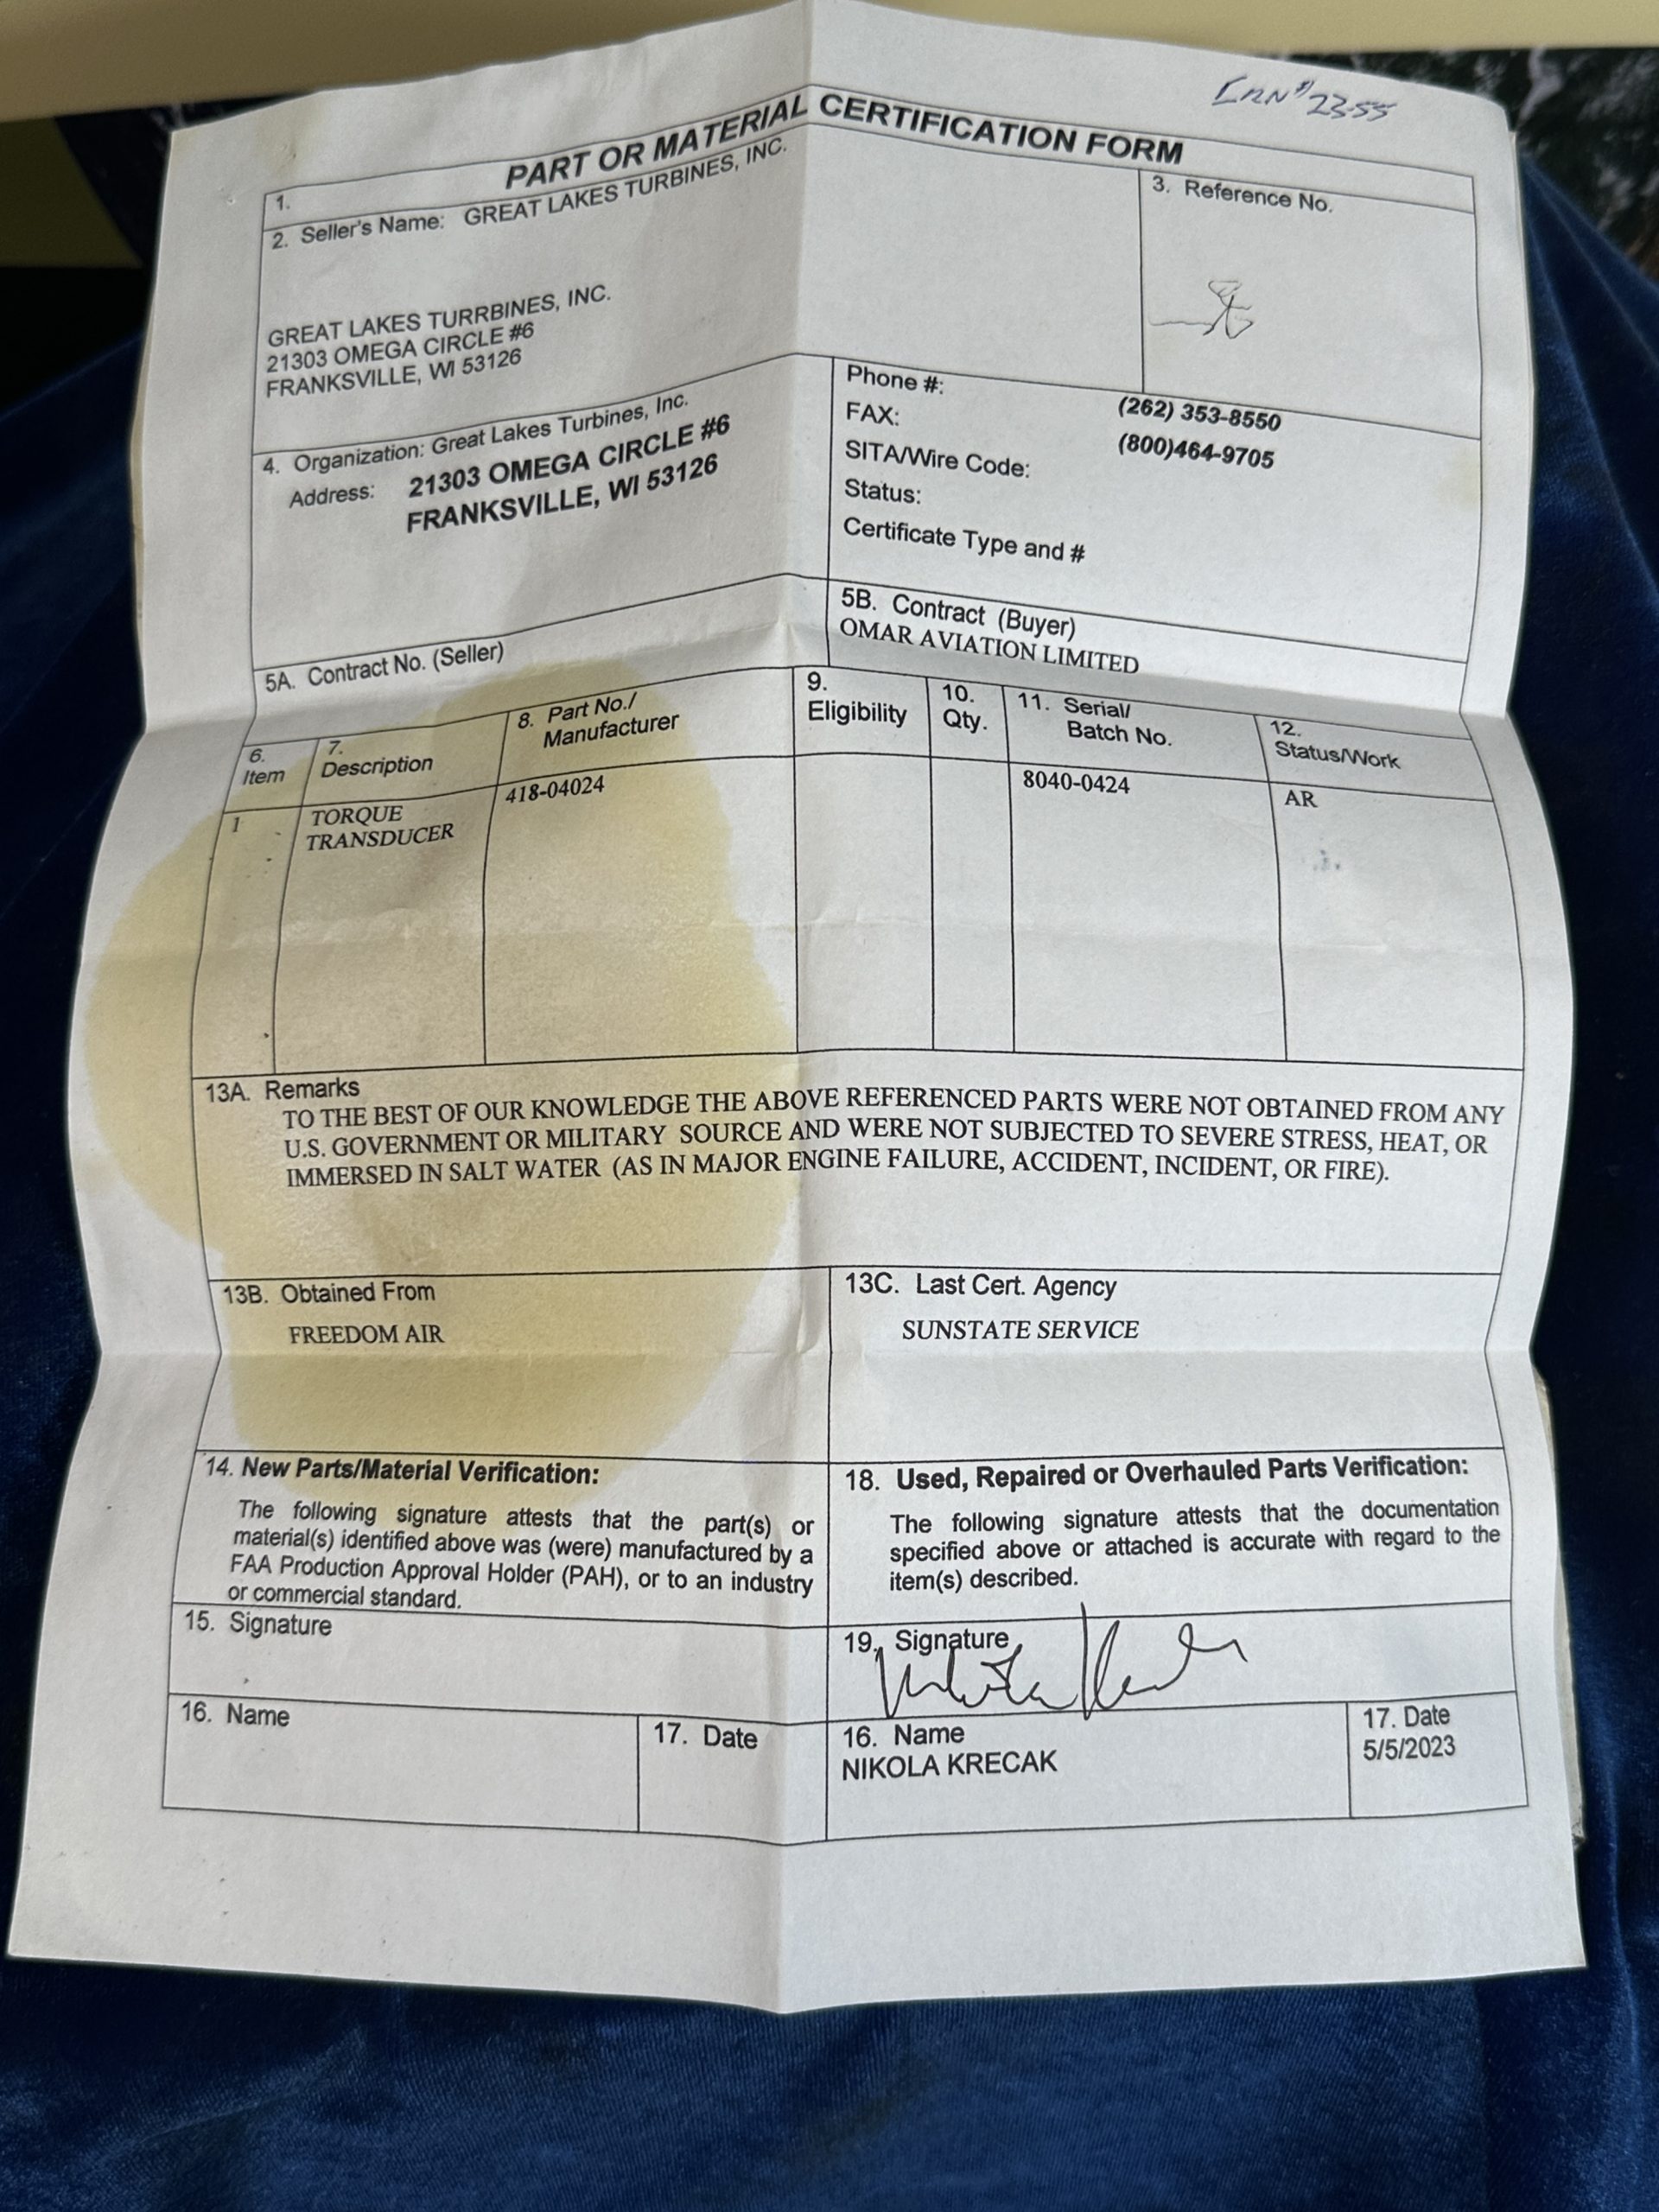 IRN# 2355
PART OR MATERIAL CERTIFICATION FORM
1.
2. Seller's Name: GREAT LAKES TURBINES, INC.
GREAT LAKES TURRBINES, INC.
21303 OMEGA CIRCLE #6
FRANKSVILLE, WI 53126
3. Reference No.
4. Organization: Great Lakes Turbines, Inc.
Address: 21303 OMEGA CIRCLE #6
FRANKSVILLE, WI 53126
Phone #: (262) 353-8550
FAX: (800)464-9705
SITA/Wire Code:
Status:
Certificate Type and #
5A. Contract No. (Seller)
5B. Contract (Buyer)
OMAR AVIATION LIMITED
6. Item
7. Description
8. Part No./ Manufacturer
9. Eligibility
10. Qty.
11. Serial/ Batch No.
12. Status/Work
1 TORQUE TRANSDUCER 418-04024 8040-0424 AR
13A. Remarks
TO THE BEST OF OUR KNOWLEDGE THE ABOVE REFERENCED PARTS WERE NOT OBTAINED FROM ANY
U.S. GOVERNMENT OR MILITARY SOURCE AND WERE NOT SUBJECTED TO SEVERE STRESS, HEAT, OR
IMMERSED IN SALT WATER (AS IN MAJOR ENGINE FAILURE, ACCIDENT, INCIDENT, OR FIRE).
13B. Obtained From
FREEDOM AIR
13C. Last Cert. Agency
SUNSTATE SERVICE
14. New Parts/Material Verification:
The following signature attests that the part(s) or
material(s) identified above was (were) manufactured by a
FAA Production Approval Holder (PAH), or to an industry
or commercial standard.
18. Used, Repaired or Overhauled Parts Verification:
The following signature attests that the documentation
specified above or attached is accurate with regard to the
item(s) described.
15. Signature
19. Signature
16. Name
17. Date
16. Name
NIKOLA KRECAK
17. Date
5/5/2023